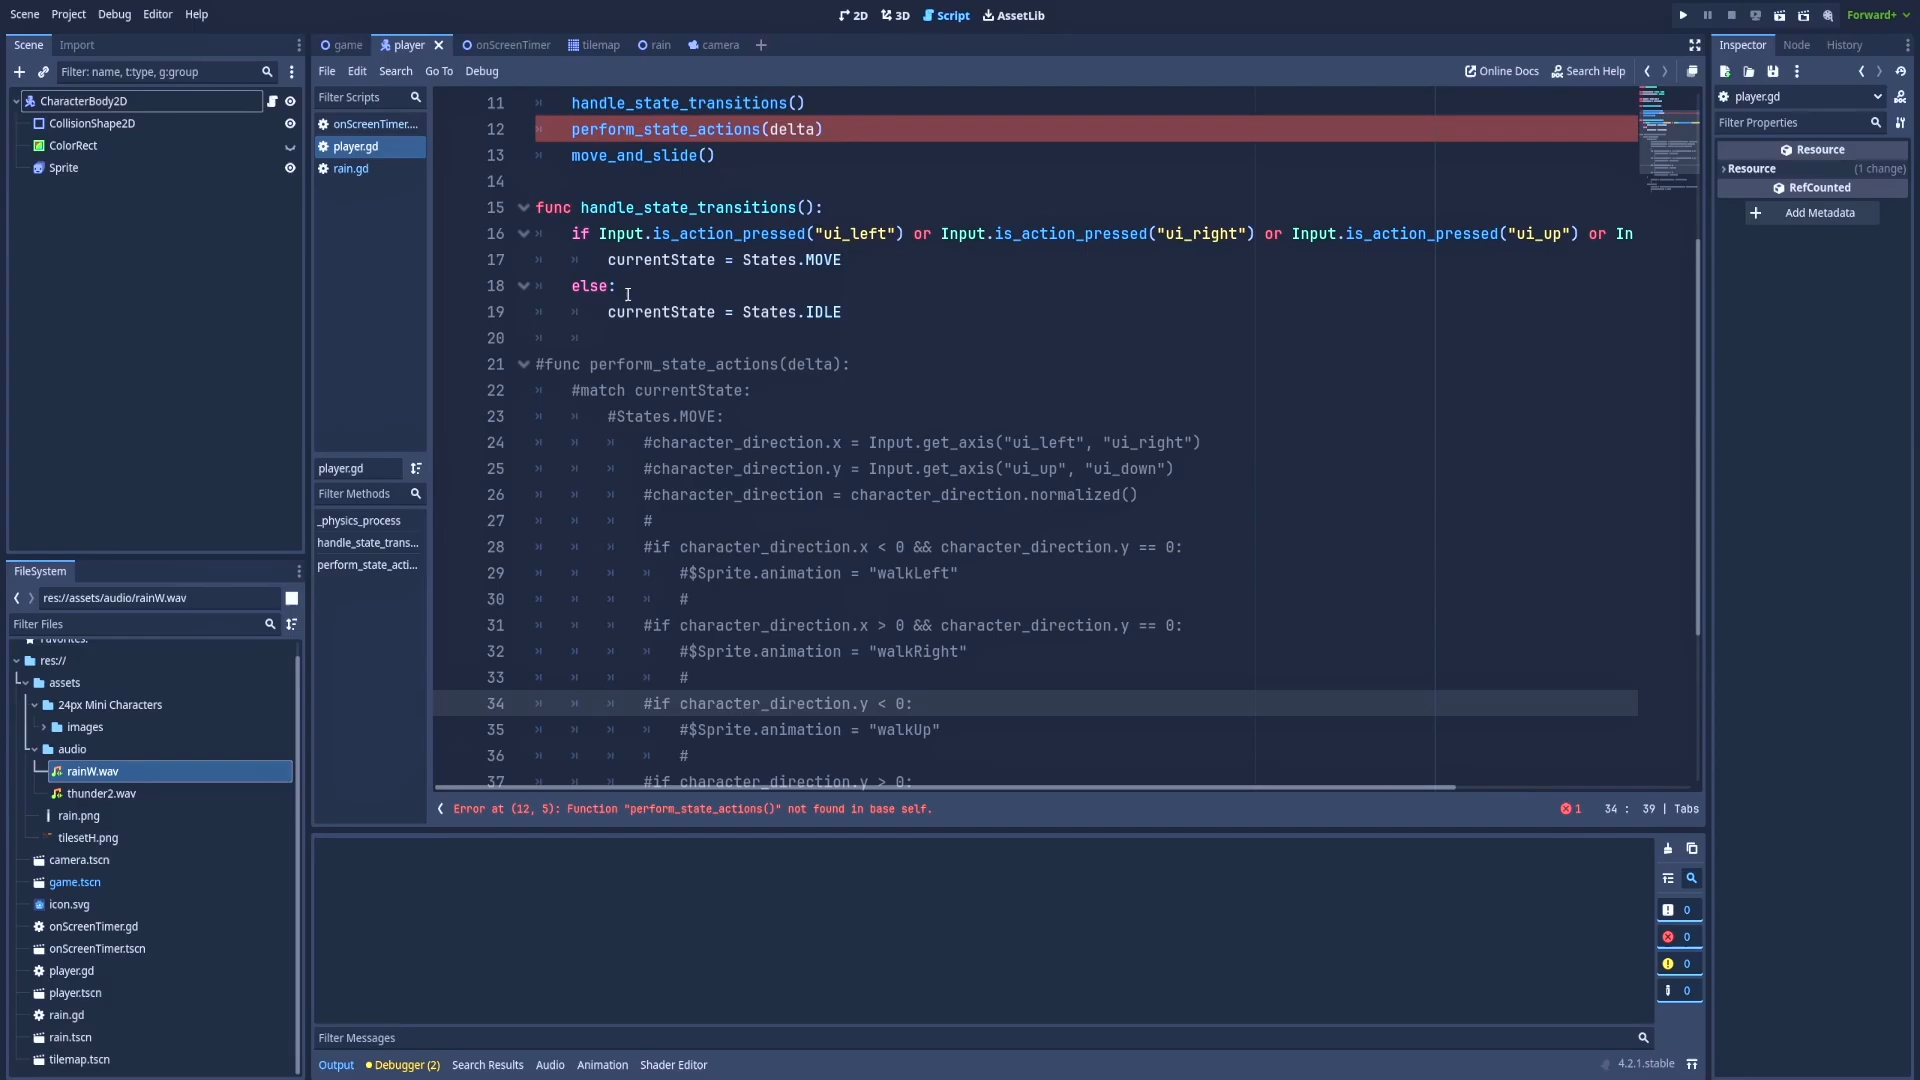 Scene Project Debug Editor Help
2D 3D Script AssetLib
Forward+
Scene Import
Filter: name, t:type, g:group
CharacterBody2D
CollisionShape2D
ColorRect
Sprite
FileSystem
res://assets/audio/rainW.wav
Filter Files
res://
assets
24px Mini Characters
images
audio
rainW.wav
thunder2.wav
rain.png
tilesetH.png
camera.tscn
game.tscn
icon.svg
onScreenTimer.gd
onScreenTimer.tscn
player.gd
player.tscn
rain.gd
rain.tscn
tilemap.tscn
game player onScreenTimer tilemap rain camera
File Edit Search Go To Debug
Online Docs Search Help
Filter Scripts
onScreenTimer....
player.gd
rain.gd
player.gd
Filter Methods
_physics_process
handle_state_trans...
perform_state_acti...
11 handle_state_transitions()
12 perform_state_actions(delta)
13 move_and_slide()
14
15 func handle_state_transitions():
16 if Input.is_action_pressed("ui_left") or Input.is_action_pressed("ui_right") or Input.is_action_pressed("ui_up") or In
17 currentState = States.MOVE
18 else:
19 currentState = States.IDLE
20
21 #func perform_state_actions(delta):
22 #match currentState:
23 #States.MOVE:
24 #character_direction.x = Input.get_axis("ui_left", "ui_right")
25 #character_direction.y = Input.get_axis("ui_up", "ui_down")
26 #character_direction = character_direction.normalized()
27 #
28 #if character_direction.x < 0 && character_direction.y == 0:
29 #$Sprite.animation = "walkLeft"
30 #
31 #if character_direction.x > 0 && character_direction.y == 0:
32 #$Sprite.animation = "walkRight"
33 #
34 #if character_direction.y < 0:
35 #$Sprite.animation = "walkUp"
36 #
37 #if character_direction.y > 0:
Error at (12, 5): Function "perform_state_actions()" not found in base self.
1 34 : 39 | Tabs
0
0
0
0
Filter Messages
Output Debugger (2) Search Results Audio Animation Shader Editor
4.2.1.stable
Inspector Node History
player.gd
Filter Properties
Resource
Resource (1 change)
RefCounted
Add Metadata